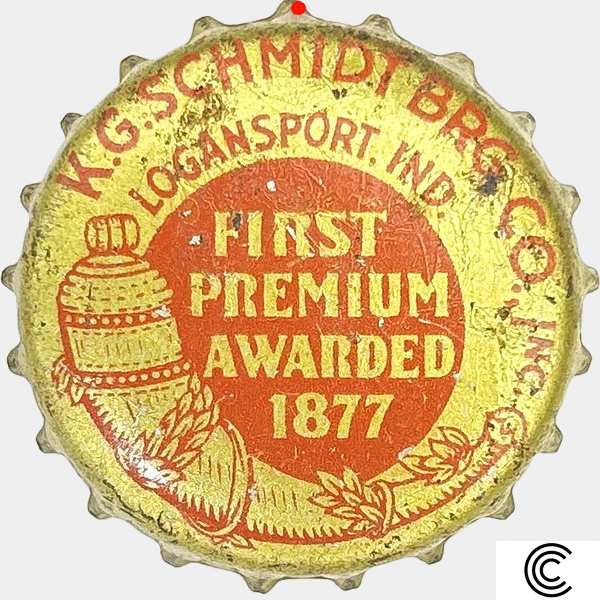 K.G. SCHMIDT BRG. CO., INC.
LOGANSPORT, IND.
FIRST
PREMIUM
AWARDED
1877